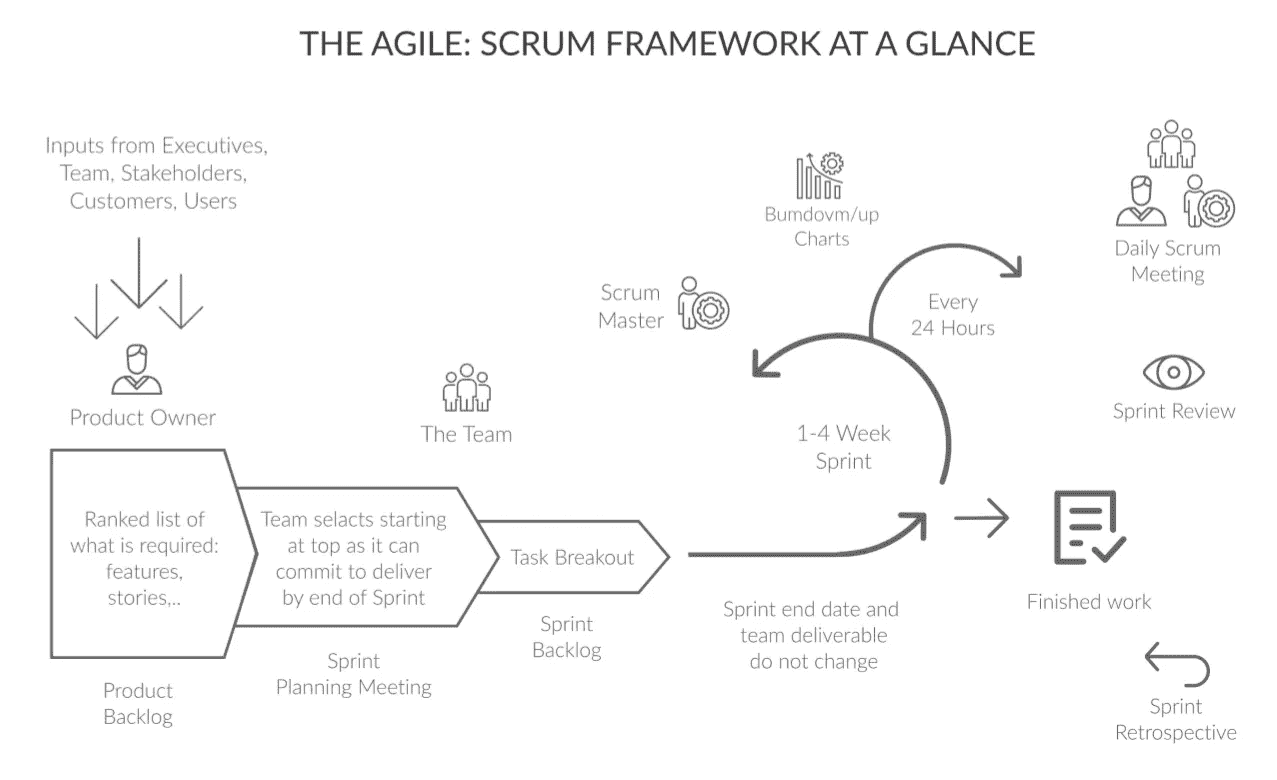 THE AGILE: SCRUM FRAMEWORK AT A GLANCE
Inputs from Executives,
Team, Stakeholders,
Customers, Users
Product Owner
Ranked list of
what is required:
features,
stories,..
Product
Backlog
The Team
Team selacts starting
at top as it can
commit to deliver
by end of Sprint
Sprint
Planning Meeting
Task Breakout
Sprint
Backlog
Scrum
Master
Bumdovm/up
Charts
Every
24 Hours
1-4 Week
Sprint
Sprint end date and
team deliverable
do not change
Daily Scrum
Meeting
Sprint Review
Finished work
Sprint
Retrospective